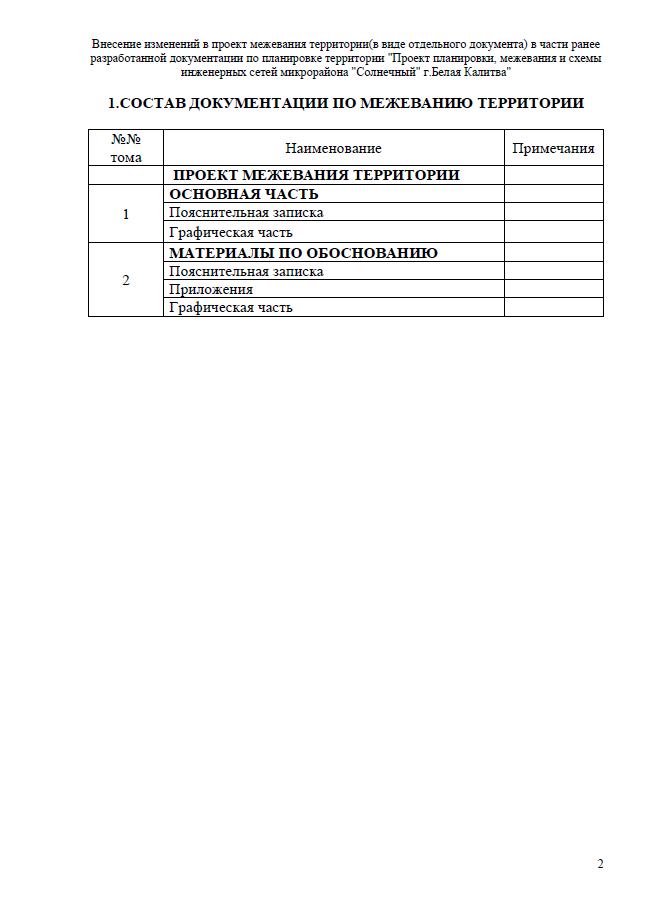 Внесение изменений в проект межевания территории(в виде отдельного документа) в части ранее
разработанной документации по планировке территории "Проект планировки, межевания и схемы
инженерных сетей микрорайона "Солнечный" г.Белая Калитва"
1.СОСТАВ ДОКУМЕНТАЦИИ ПО МЕЖЕВАНИЮ ТЕРРИТОРИИ
№№
тома
Наименование
Примечания
ПРОЕКТ МЕЖЕВАНИЯ ТЕРРИТОРИИ
1
ОСНОВНАЯ ЧАСТЬ
Пояснительная записка
Графическая часть
2
МАТЕРИАЛЫ ПО ОБОСНОВАНИЮ
Пояснительная записка
Приложения
Графическая часть
2